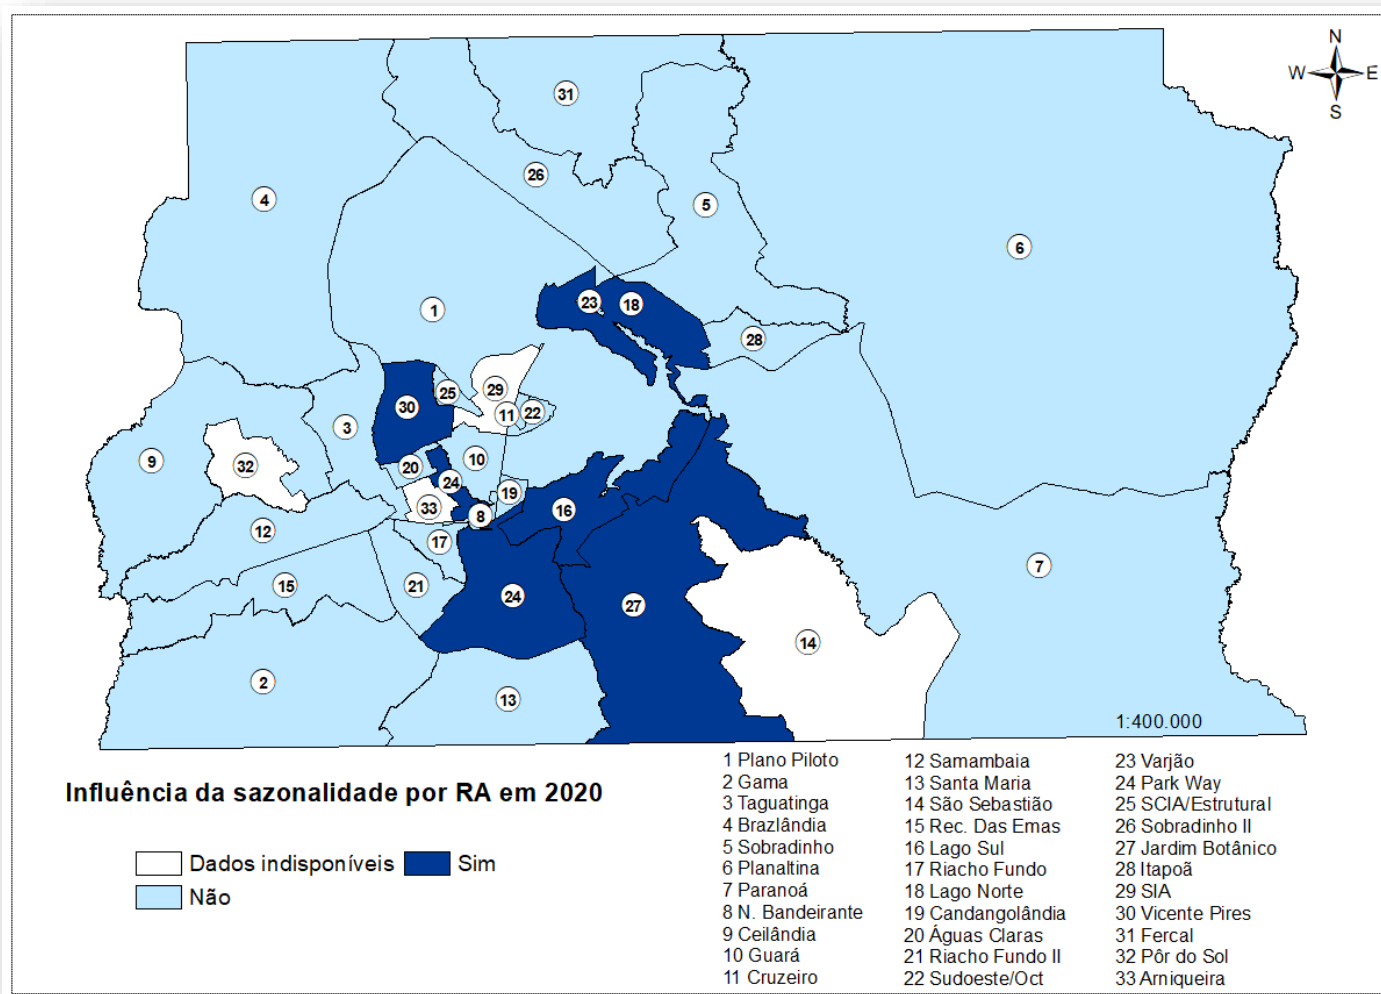 N
W E
S
31
26
4
5
6
23
18
1
28
25
29
30
11
22
3
9
32
20
10
24
19
33
8
16
12
17
7
15
21
24
27
14
2
13
1:400.000
Influência da sazonalidade por RA em 2020
Dados indisponíveis
Sim
Não
1 Plano Piloto
2 Gama
3 Taguatinga
4 Brazlândia
5 Sobradinho
6 Planaltina
7 Paranoá
8 N. Bandeirante
9 Ceilândia
10 Guará
11 Cruzeiro
12 Samambaia
13 Santa Maria
14 São Sebastião
15 Rec. Das Emas
16 Lago Sul
17 Riacho Fundo
18 Lago Norte
19 Candangolândia
20 Águas Claras
21 Riacho Fundo II
22 Sudoeste/Oct
23 Varjão
24 Park Way
25 SCIA/Estrutural
26 Sobradinho II
27 Jardim Botânico
28 Itapoã
29 SIA
30 Vicente Pires
31 Fercal
32 Pôr do Sol
33 Arniqueira